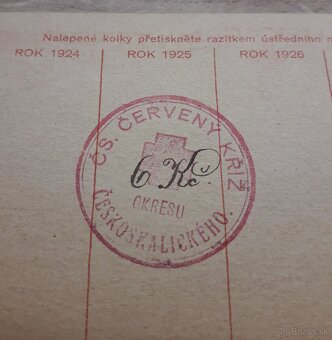 Nalepené kolky přetiskněte razítkem ústředního
ROK 1924 ROK 1925 ROK 1926
ČS. ČERVENÝ KŘÍŽ
6 Kč.
OKRESU
ČESKOSKALICKÉHO.